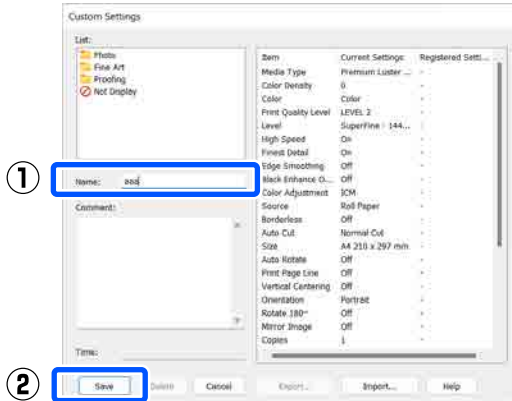 Custom Settings
List:
Photo
Fine Art
Proofing
Not Display
① Name: aaa
Comment:
Time:
Item Current Settings Registered Setti...
Media Type Premium Luster ... -
Color Density 0 -
Color Color -
Print Quality Level LEVEL 2 -
Level SuperFine - 144... -
High Speed On -
Finest Detail On -
Edge Smoothing Off -
Black Enhance O... Off -
Color Adjustment ICM -
Source Roll Paper -
Borderless Off -
Auto Cut Normal Cut -
Size A4 210 x 297 mm -
Auto Rotate Off -
Print Page Line Off -
Vertical Centering Off -
Orientation Portrait -
Rotate 180° Off -
Mirror Image Off -
Copies 1 -
② Save Delete Cancel Export... Import... Help